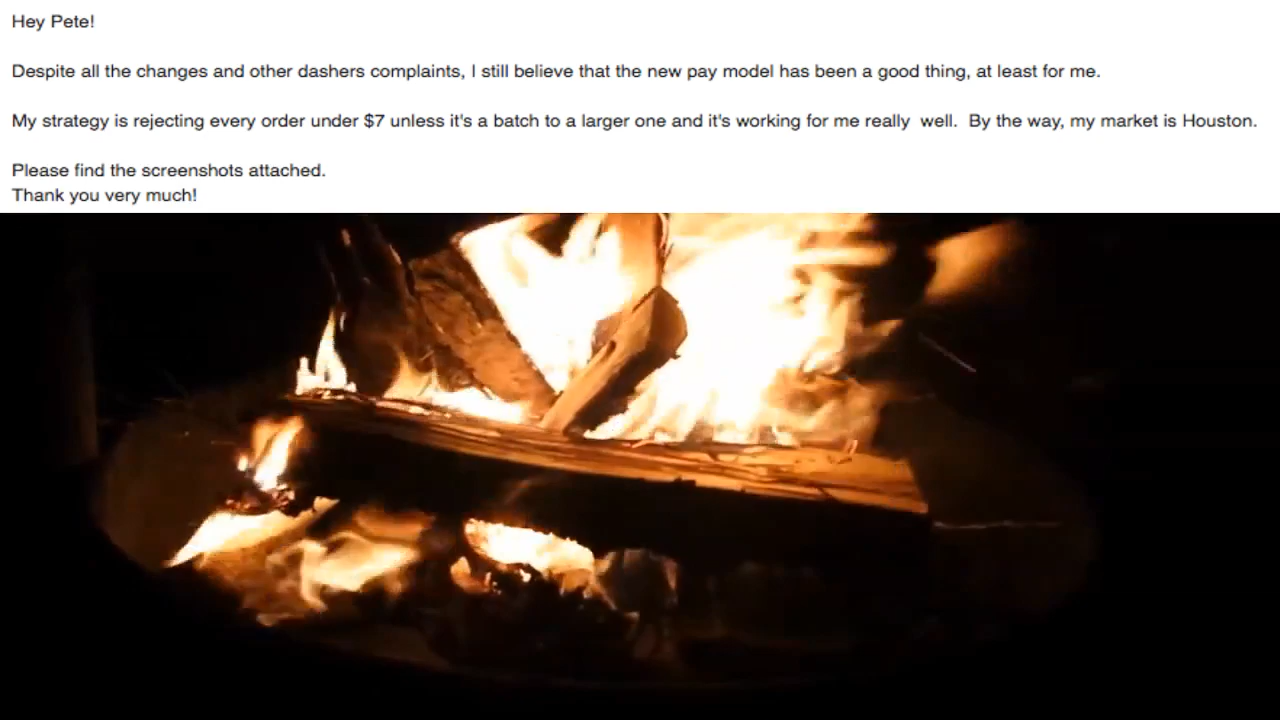 Hey Pete!
Despite all the changes and other dashers complaints, I still believe that the new pay model has been a good thing, at least for me.
My strategy is rejecting every order under $7 unless it's a batch to a larger one and it's working for me really  well.  By the way, my market is Houston.
Please find the screenshots attached.
Thank you very much!